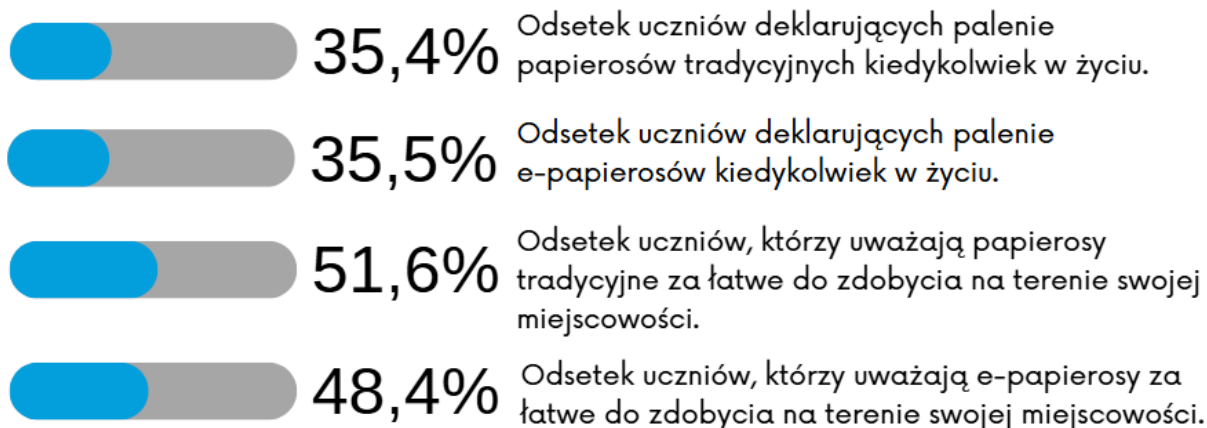 35,4%
Odsetek uczniów deklarujących palenie
papierosów tradycyjnych kiedykolwiek w życiu.
35,5%
Odsetek uczniów deklarujących palenie
e-papierosów kiedykolwiek w życiu.
51,6%
Odsetek uczniów, którzy uważają papierosy
tradycyjne za łatwe do zdobycia na terenie swojej
miejscowości.
48,4%
Odsetek uczniów, którzy uważają e-papierosy za
łatwe do zdobycia na terenie swojej miejscowości.